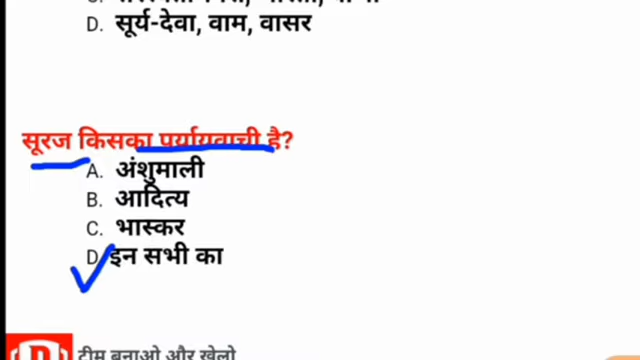 D. सूर्य-देवा, वाम, वासर
सूरज किसका पर्यायवाची है?
A. अंशुमाली
B. आदित्य
C. भास्कर
D. इन सभी का
टीम बनाओ और खेलो